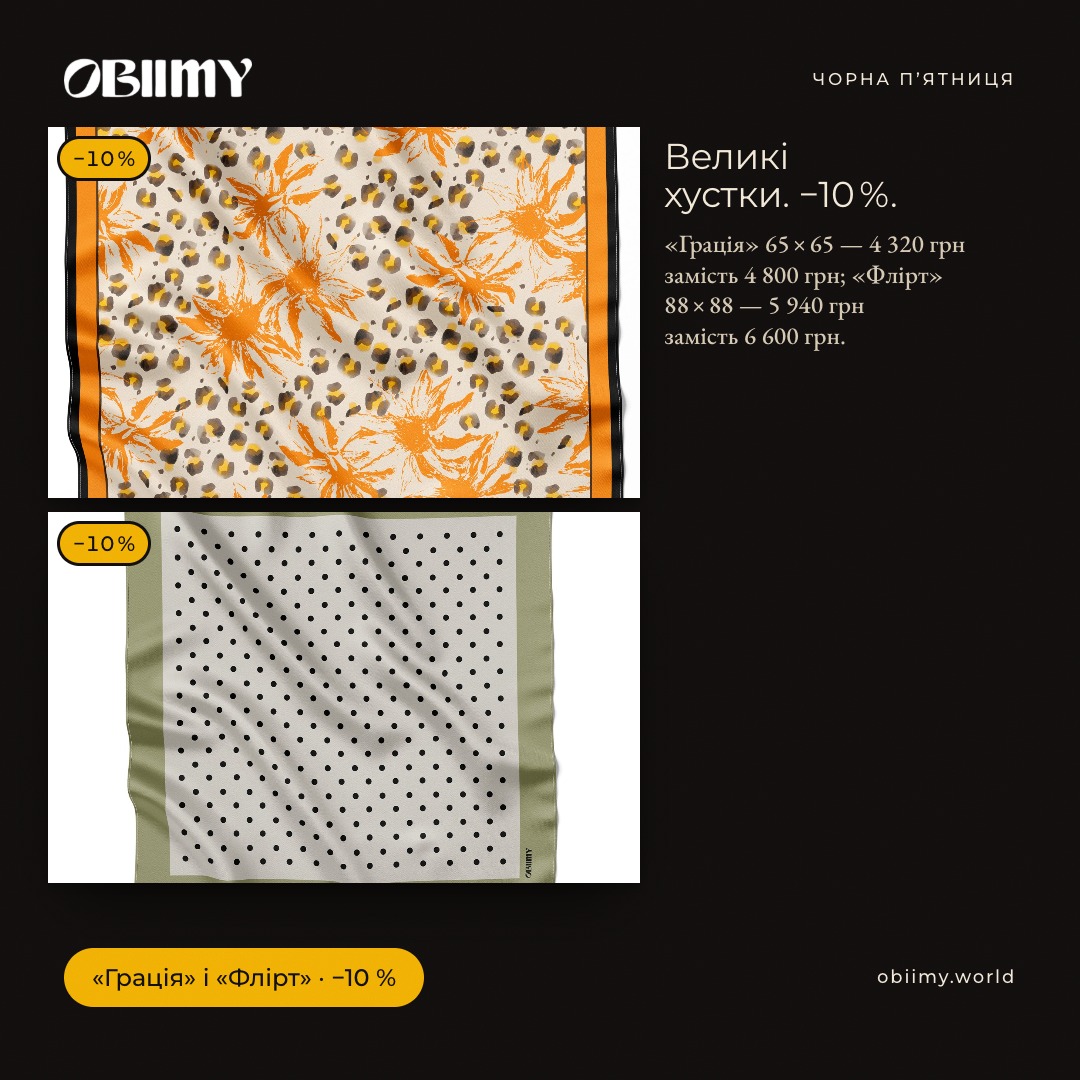 OBIIMY
ЧОРНА П’ЯТНИЦЯ
−10 %
Великі
хустки. −10 %.
«Грація» 65 × 65 — 4 320 грн
замість 4 800 грн; «Флірт»
88 × 88 — 5 940 грн
замість 6 600 грн.
−10 %
OBIIMY
«Грація» і «Флірт» · −10 %
obiimy.world